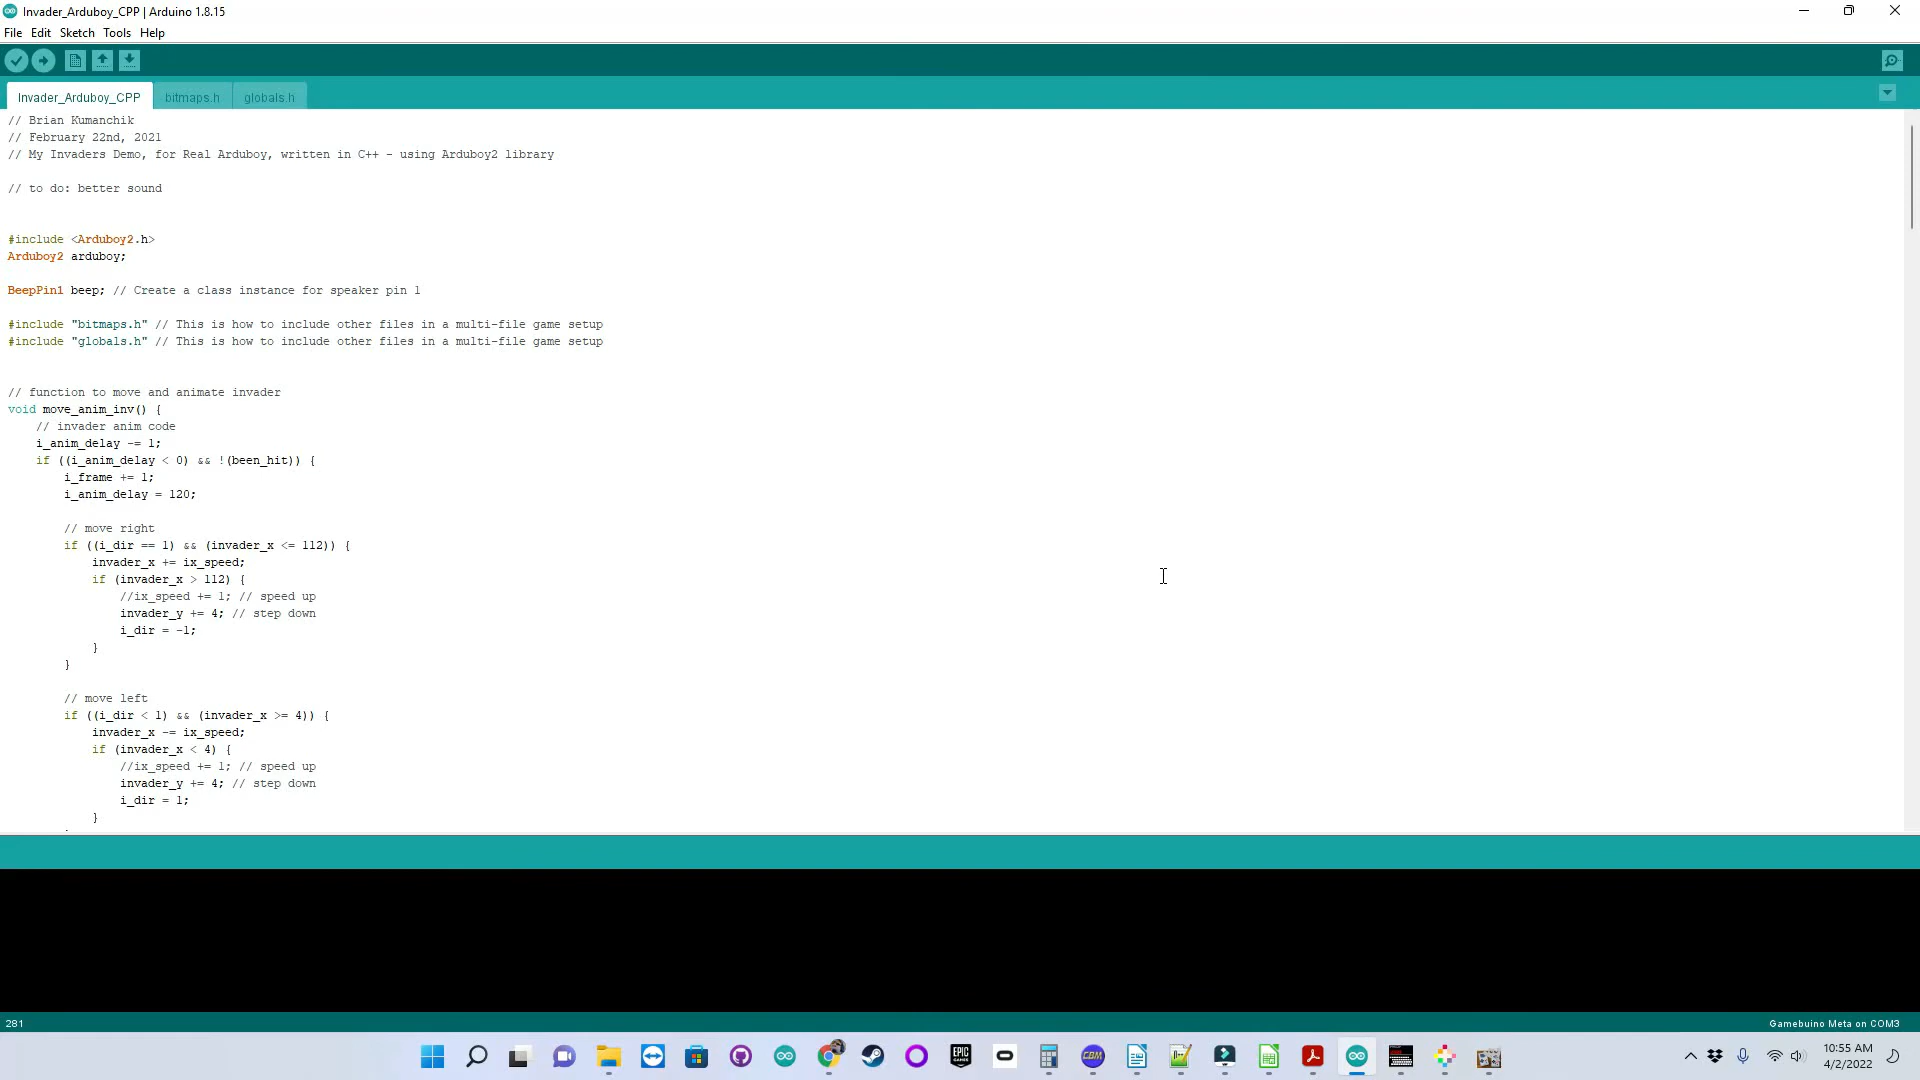 Invader_Arduboy_CPP | Arduino 1.8.15
File Edit Sketch Tools Help
Invader_Arduboy_CPP bitmaps.h globals.h
// Brian Kumanchik
// February 22nd, 2021
// My Invaders Demo, for Real Arduboy, written in C++ - using Arduboy2 library
// to do: better sound
#include <Arduboy2.h>
Arduboy2 arduboy;
BeepPin1 beep; // Create a class instance for speaker pin 1
#include "bitmaps.h" // This is how to include other files in a multi-file game setup
#include "globals.h" // This is how to include other files in a multi-file game setup
// function to move and animate invader
void move_anim_inv() {
// invader anim code
i_anim_delay -= 1;
if ((i_anim_delay < 0) && !(been_hit)) {
i_frame += 1;
i_anim_delay = 120;
// move right
if ((i_dir == 1) && (invader_x <= 112)) {
invader_x += ix_speed;
if (invader_x > 112) {
//ix_speed += 1; // speed up
invader_y += 4; // step down
i_dir = -1;
}
}
// move left
if ((i_dir < 1) && (invader_x >= 4)) {
invader_x -= ix_speed;
if (invader_x < 4) {
//ix_speed += 1; // speed up
invader_y += 4; // step down
i_dir = 1;
}
281
Gamebuino Meta on COM3
EPIC GAMES
CBM
10:55 AM
4/2/2022